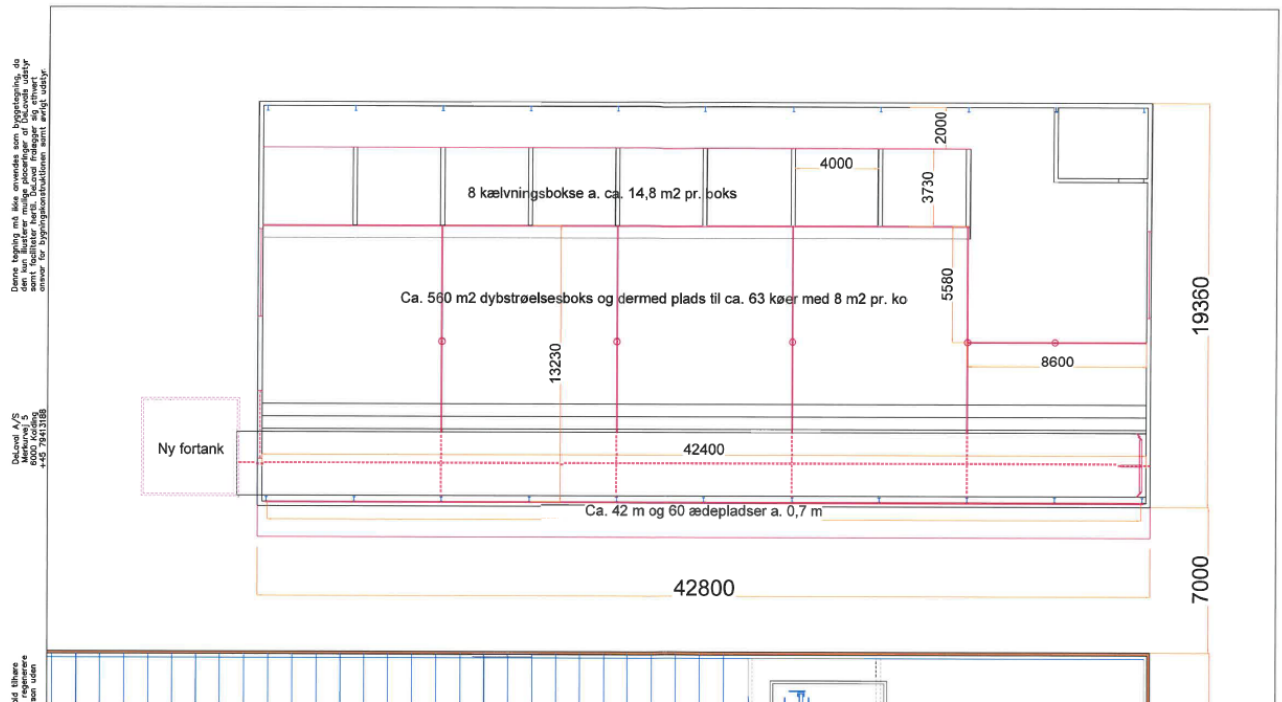 Denne tegning må ikke anvendes som byggetegning, da
den kun illustrerer mulige placeringer af DeLavals udstyr
samt faciliteter hertil. DeLaval fralægger sig ethvert
ansvar for bygningskonstruktionen samt øvrigt udstyr.
2000
4000
3730
8 kælvningsbokse a. ca. 14,8 m2 pr. boks
5580
Ca. 560 m2 dybstrøelsesboks og dermed plads til ca. 63 køer med 8 m2 pr. ko
19360
13230
8600
DeLaval A/S
Merkurvej 5
6000 Kolding
+45 79413188
Ny fortank
42400
Ca. 42 m og 60 ædepladser a. 0,7 m
42800
7000
tilhøre
regenerere
uden